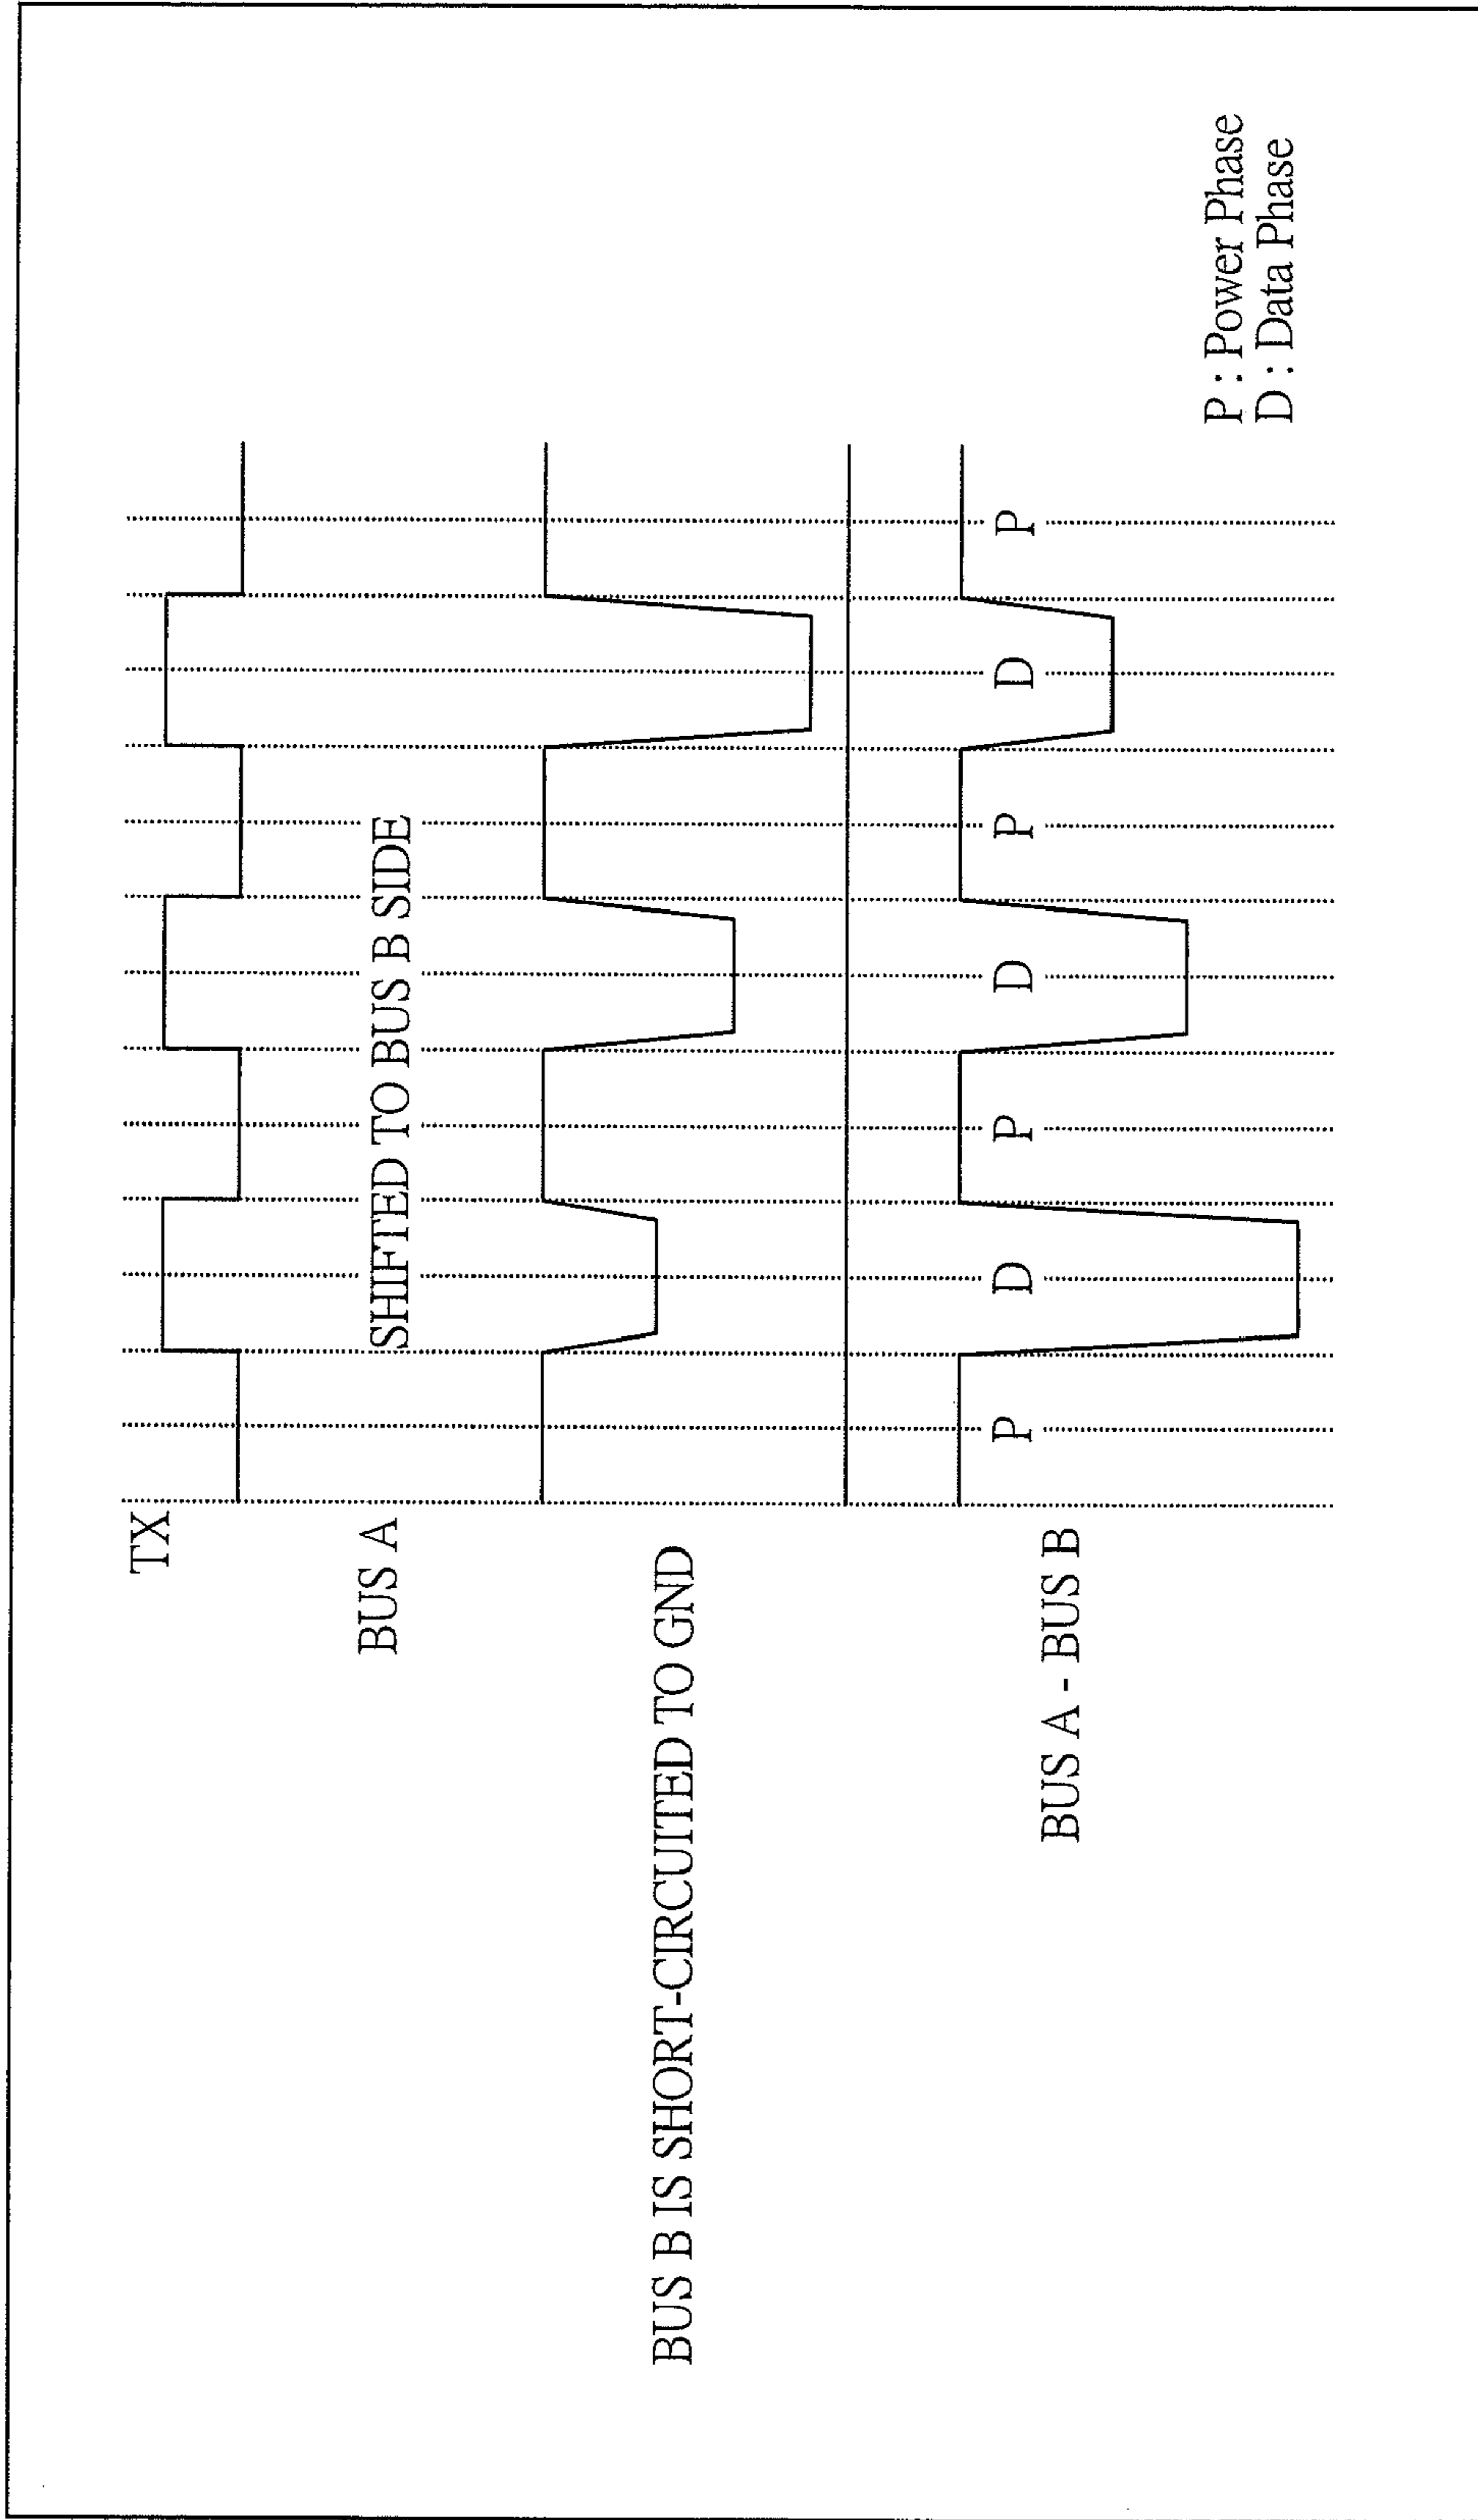 TX
BUS A
SHIFTED TO BUS B SIDE
BUS B IS SHORT-CIRCUITED TO GND
BUS A - BUS B
P D P D P D P
P : Power Phase
D : Data Phase